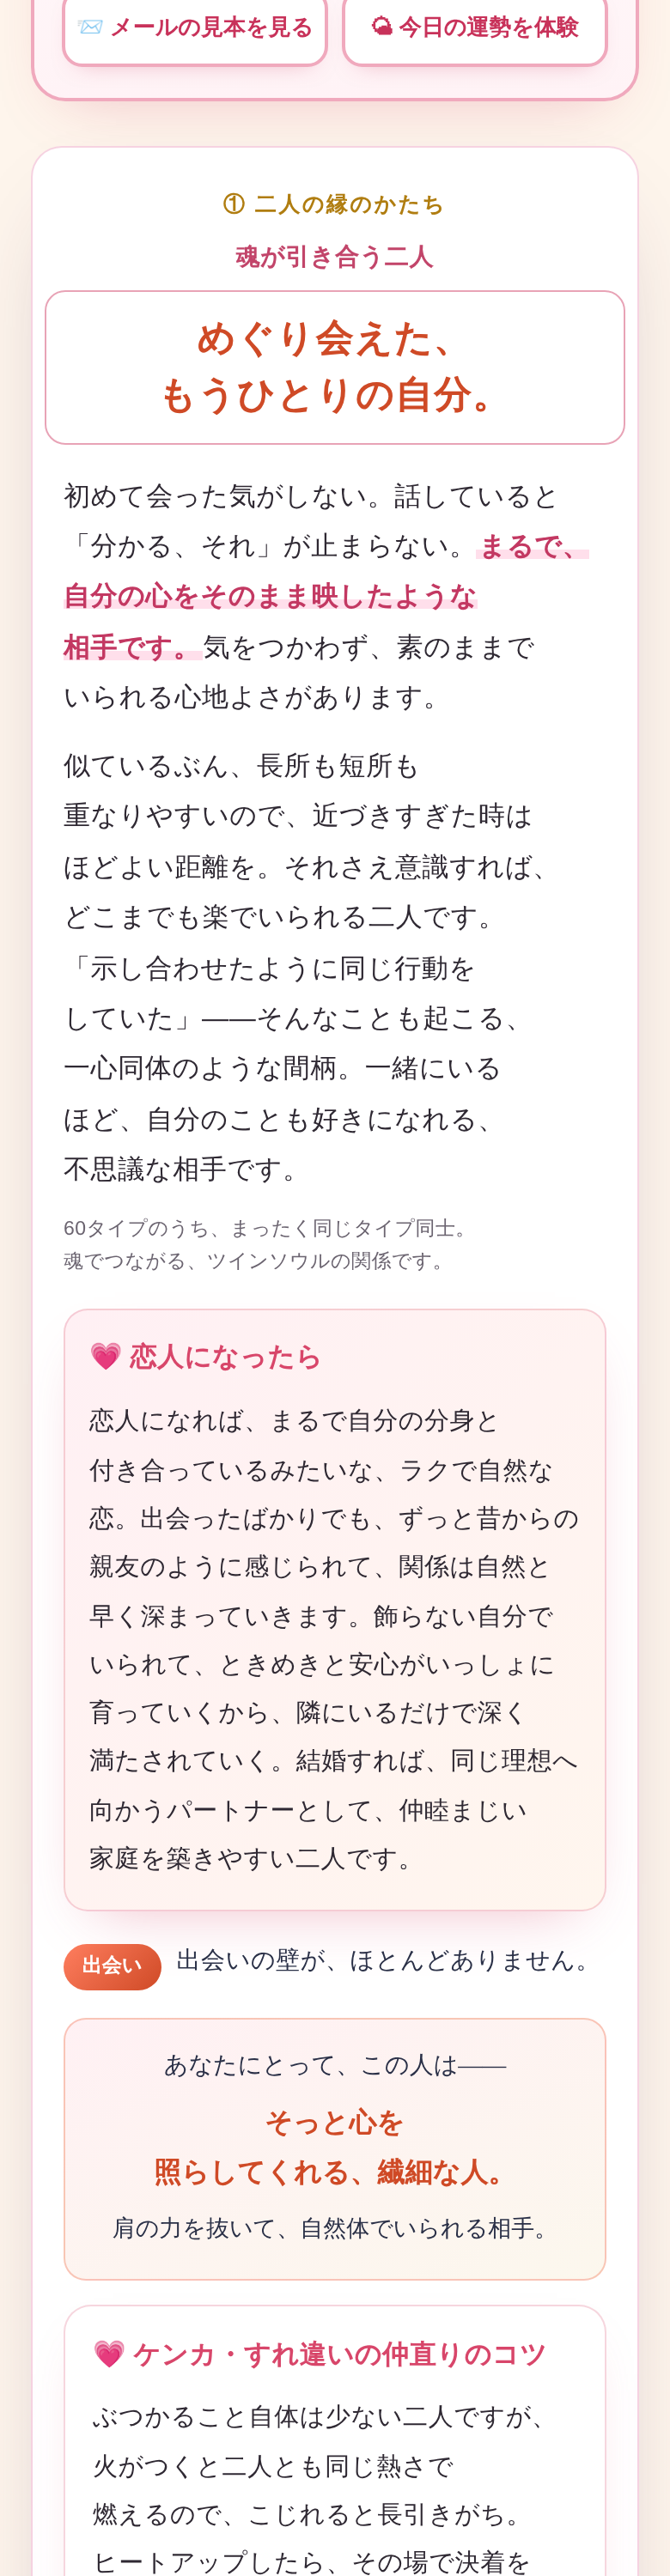 📨 メールの見本を見る
🌤 今日の運勢を体験
① 二人の縁のかたち
魂が引き合う二人
めぐり会えた、
もうひとりの自分。
初めて会った気がしない。話していると
「分かる、それ」が止まらない。まるで、
自分の心をそのまま映したような
相手です。気をつかわず、素のままで
いられる心地よさがあります。
似ているぶん、長所も短所も
重なりやすいので、近づきすぎた時は
ほどよい距離を。それさえ意識すれば、
どこまでも楽でいられる二人です。
「示し合わせたように同じ行動を
していた」——そんなことも起こる、
一心同体のような間柄。一緒にいる
ほど、自分のことも好きになれる、
不思議な相手です。
60タイプのうち、まったく同じタイプ同士。
魂でつながる、ツインソウルの関係です。
💗 恋人になったら
恋人になれば、まるで自分の分身と
付き合っているみたいな、ラクで自然な
恋。出会ったばかりでも、ずっと昔からの
親友のように感じられて、関係は自然と
早く深まっていきます。飾らない自分で
いられて、ときめきと安心がいっしょに
育っていくから、隣にいるだけで深く
満たされていく。結婚すれば、同じ理想へ
向かうパートナーとして、仲睦まじい
家庭を築きやすい二人です。
出会い 出会いの壁が、ほとんどありません。
あなたにとって、この人は——
そっと心を
照らしてくれる、繊細な人。
肩の力を抜いて、自然体でいられる相手。
💗 ケンカ・すれ違いの仲直りのコツ
ぶつかること自体は少ない二人ですが、
火がつくと二人とも同じ熱さで
燃えるので、こじれると長引きがち。
ヒートアップしたら、その場で決着を